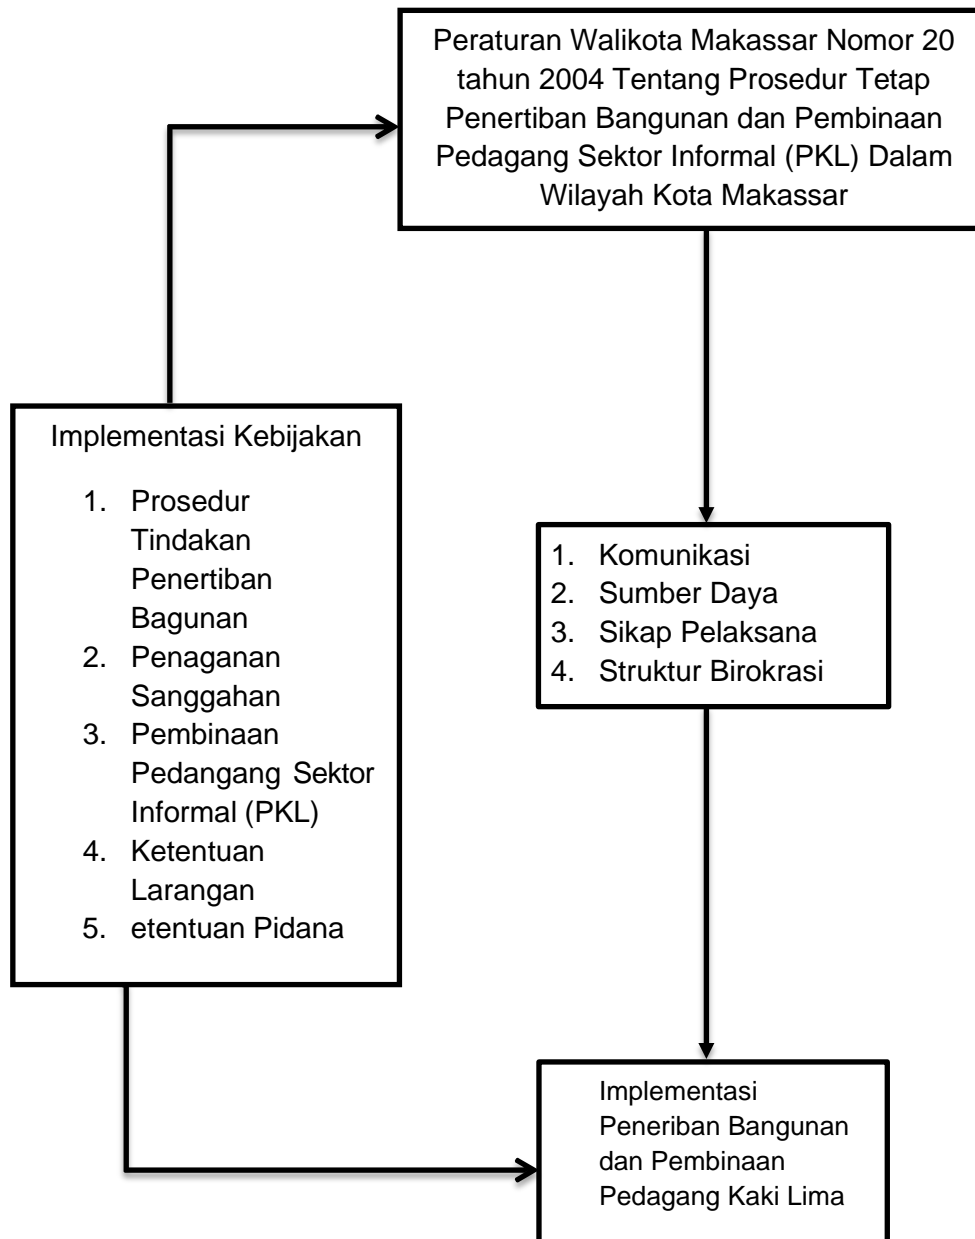 Peraturan Walikota Makassar Nomor 20
tahun 2004 Tentang Prosedur Tetap
Penertiban Bangunan dan Pembinaan
Pedagang Sektor Informal (PKL) Dalam
Wilayah Kota Makassar
Implementasi Kebijakan
1. Prosedur
Tindakan
Penertiban
Bagunan
2. Penaganan
Sanggahan
3. Pembinaan
Pedangang Sektor
Informal (PKL)
4. Ketentuan
Larangan
5. etentuan Pidana
1. Komunikasi
2. Sumber Daya
3. Sikap Pelaksana
4. Struktur Birokrasi
Implementasi
Peneriban Bangunan
dan Pembinaan
Pedagang Kaki Lima